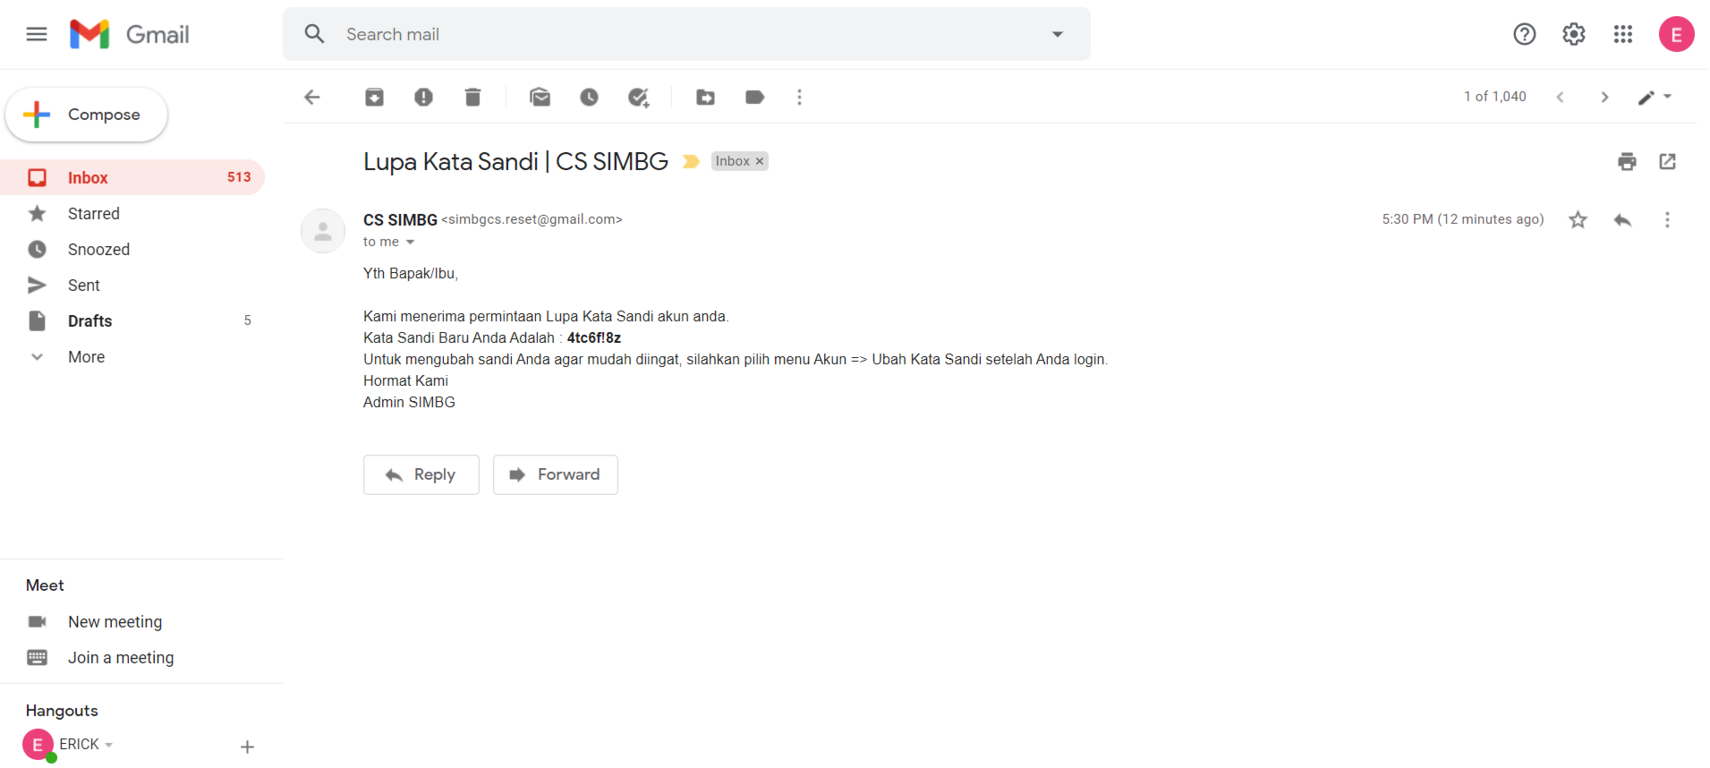 Gmail
Search mail
E
1 of 1,040
Compose
Inbox 513
Starred
Snoozed
Sent
Drafts 5
More
Lupa Kata Sandi | CS SIMBG Inbox ×
CS SIMBG <simbgcs.reset@gmail.com> 5:30 PM (12 minutes ago)
to me
Yth Bapak/Ibu,
Kami menerima permintaan Lupa Kata Sandi akun anda.
Kata Sandi Baru Anda Adalah : 4tc6f!8z
Untuk mengubah sandi Anda agar mudah diingat, silahkan pilih menu Akun => Ubah Kata Sandi setelah Anda login.
Hormat Kami
Admin SIMBG
Reply Forward
Meet
New meeting
Join a meeting
Hangouts
E ERICK